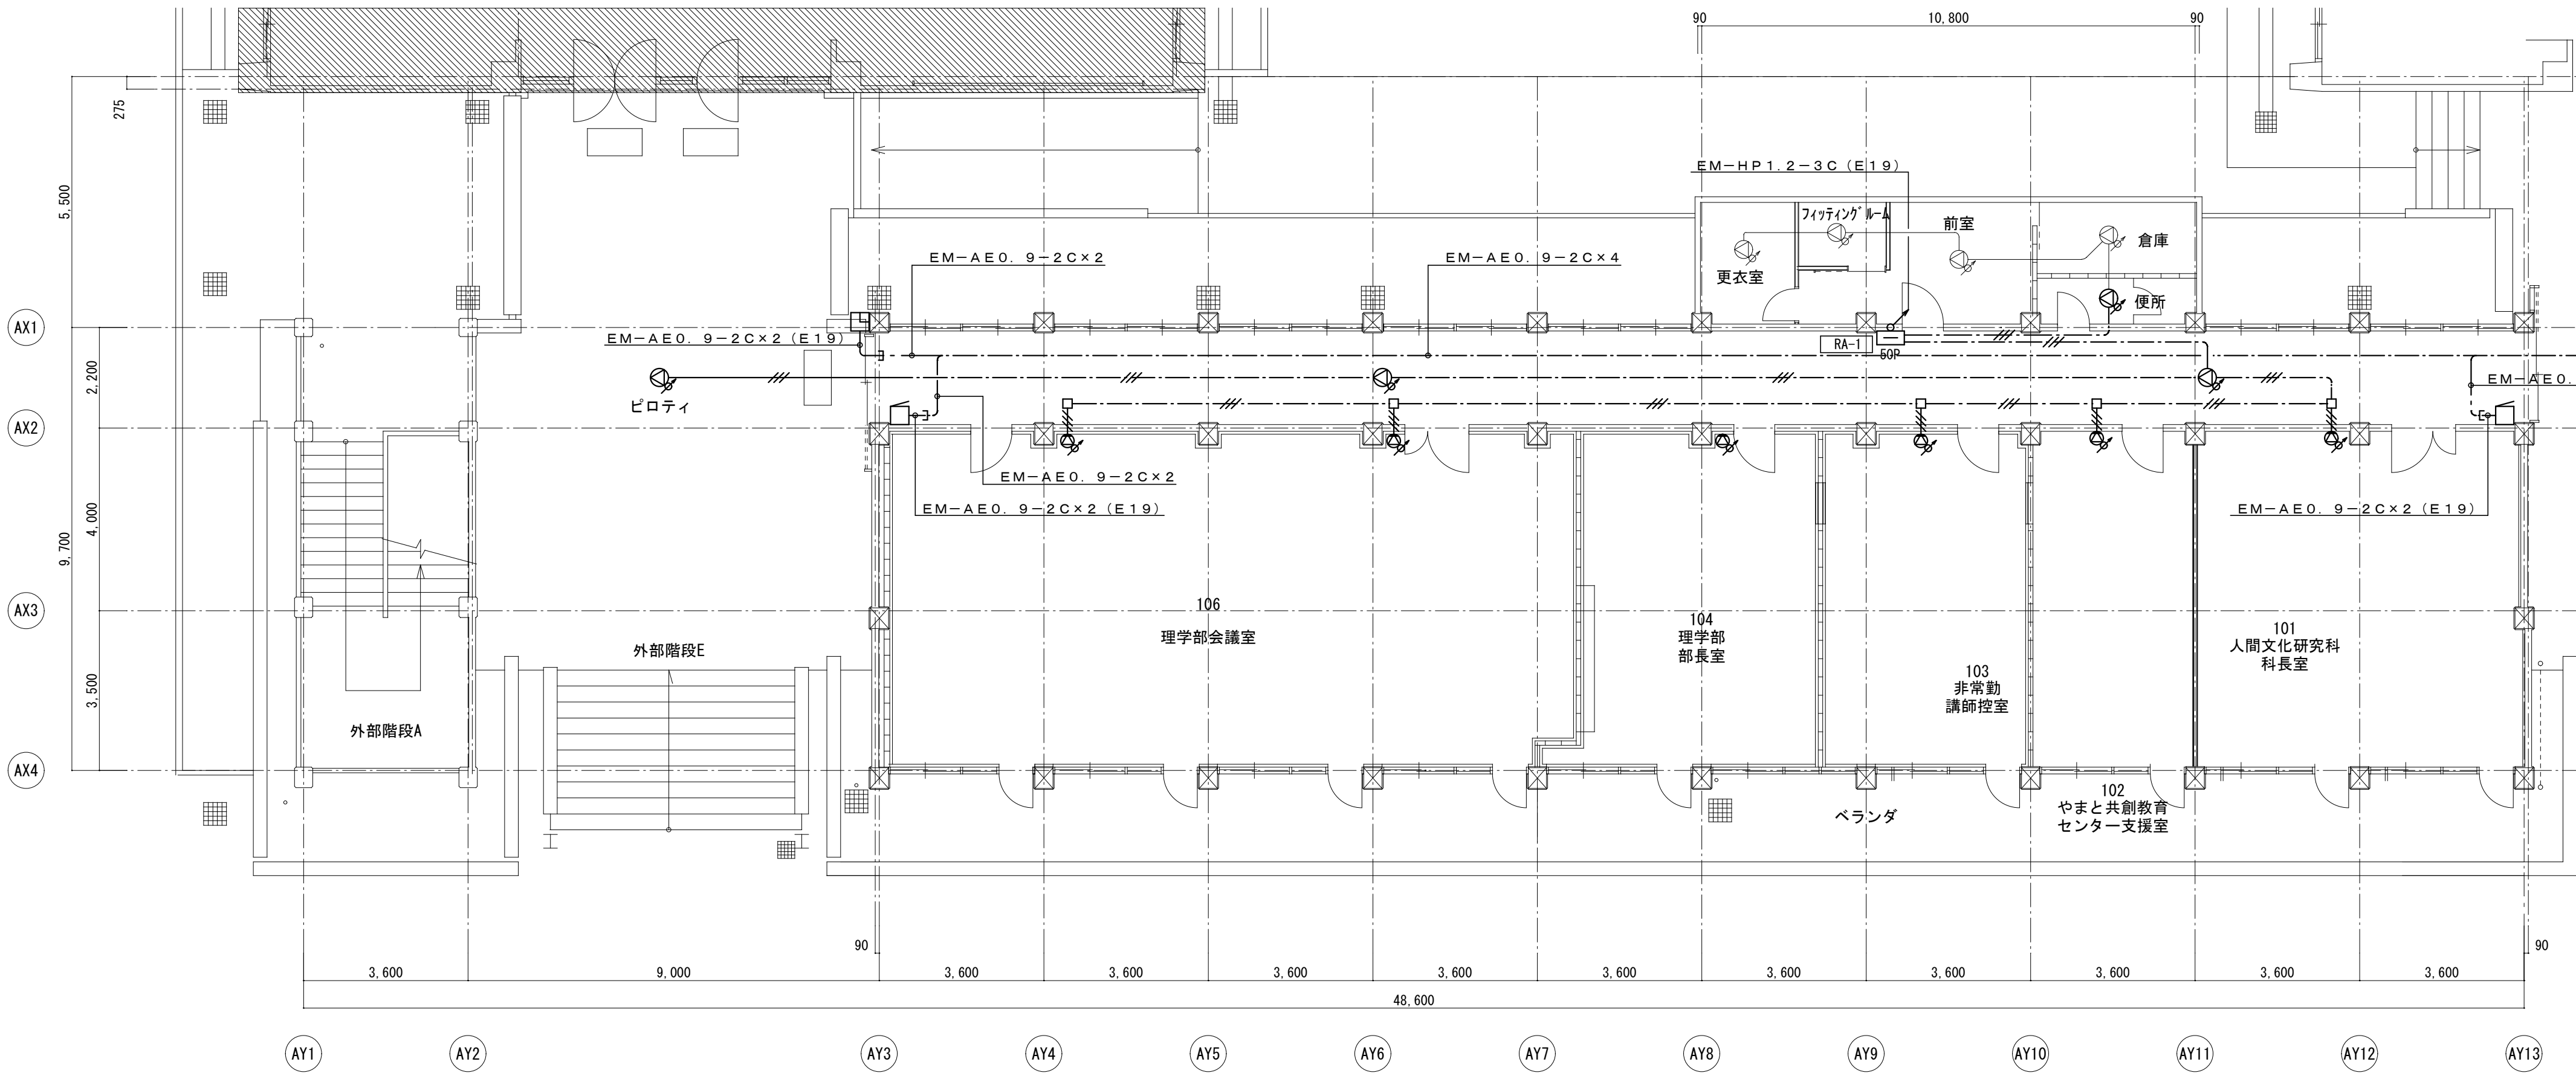 90
10,800
90
275
5,500
EM-HP1.2-3C(E19)
フィッティングルーム
前室
倉庫
更衣室
便所
EM-AE0.9-2C×2
EM-AE0.9-2C×4
AX1
EM-AE0.9-2C×2(E19)
RA-1
50P
2,200
ピロティ
EM-AE0.
AX2
EM-AE0.9-2C×2
EM-AE0.9-2C×2(E19)
EM-AE0.9-2C×2(E19)
4,000
9,700
AX3
106
理学部会議室
104
理学部
部長室
101
人間文化研究科
科長室
外部階段E
103
非常勤
講師控室
3,500
外部階段A
AX4
102
やまと共創教育
センター支援室
ベランダ
90
90
3,600
9,000
3,600
3,600
3,600
3,600
3,600
3,600
3,600
3,600
3,600
3,600
48,600
AY1
AY2
AY3
AY4
AY5
AY6
AY7
AY8
AY9
AY10
AY11
AY12
AY13